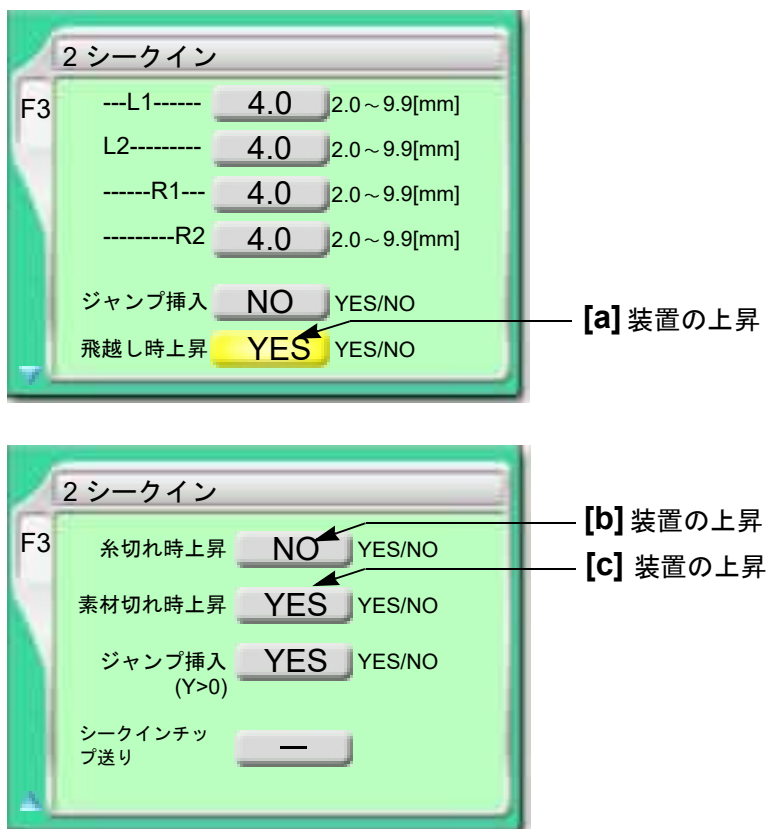 2 シークイン
F3
---L1------ 4.0 2.0～9.9[mm]
L2--------- 4.0 2.0～9.9[mm]
------R1--- 4.0 2.0～9.9[mm]
---------R2 4.0 2.0～9.9[mm]
ジャンプ挿入 NO YES/NO
飛越し時上昇 YES YES/NO
[a] 装置の上昇
2 シークイン
F3
糸切れ時上昇 NO YES/NO
素材切れ時上昇 YES YES/NO
ジャンプ挿入 YES YES/NO
(Y>0)
シークインチッ
プ送り ー
[b] 装置の上昇
[c] 装置の上昇